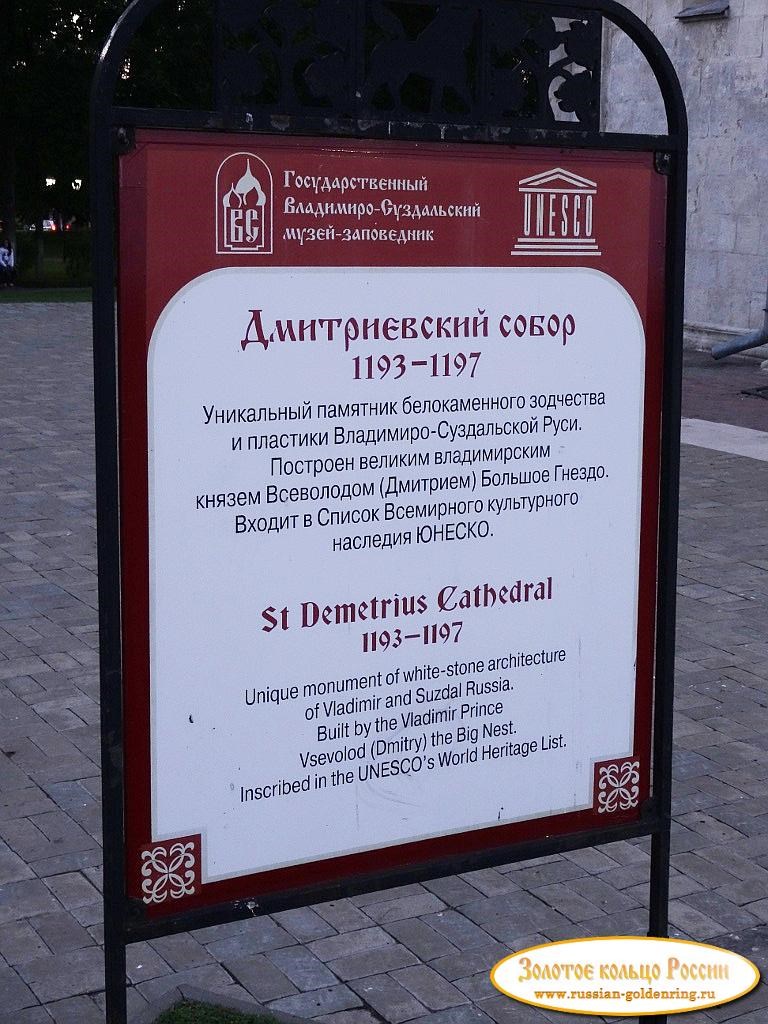 ВС
Государственный
Владимиро-Суздальский
музей-заповедник
UNESCO
Дмитриевский собор
1193–1197
Уникальный памятник белокаменного зодчества
и пластики Владимиро-Суздальской Руси.
Построен великим владимирским
князем Всеволодом (Дмитрием) Большое Гнездо.
Входит в Список Всемирного культурного
наследия ЮНЕСКО.
St Demetrius Cathedral
1193–1197
Unique monument of white-stone architecture
of Vladimir and Suzdal Russia.
Built by the Vladimir Prince
Vsevolod (Dmitry) the Big Nest.
Inscribed in the UNESCO's World Heritage List.
Золотое кольцо России
www.russian-goldenring.ru